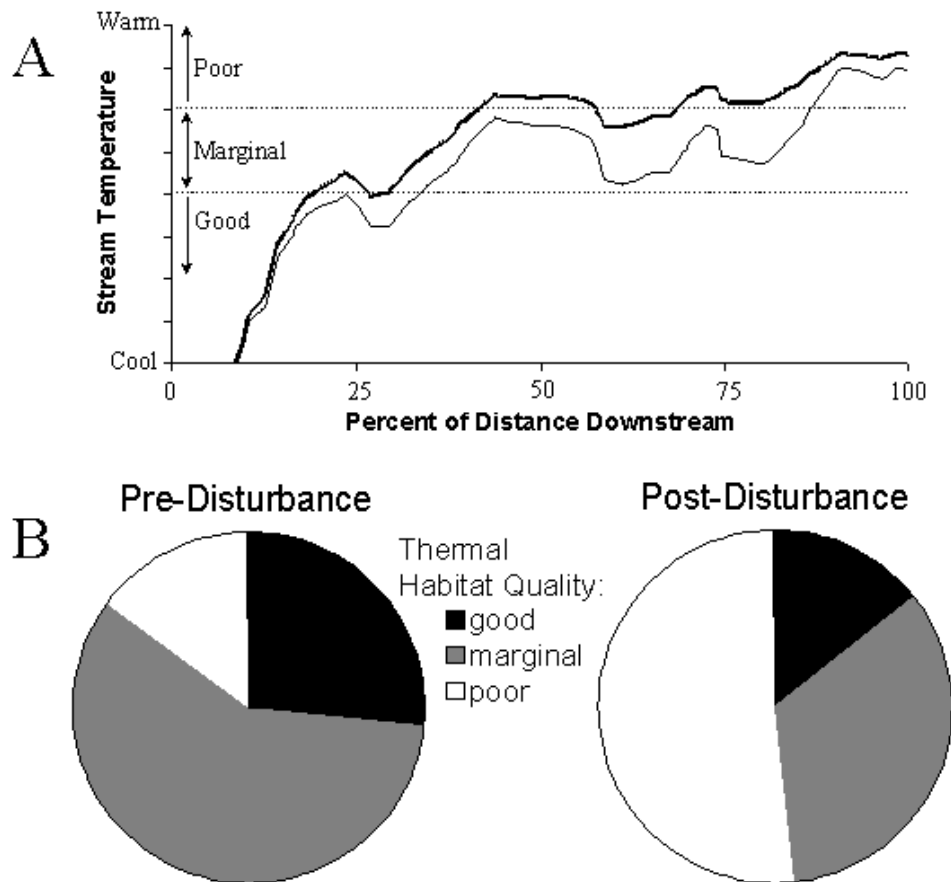 A
Warm
Poor
Marginal
Good
Cool
Stream Temperature
0 25 50 75 100
Percent of Distance Downstream
B
Pre-Disturbance
Post-Disturbance
Thermal
Habitat Quality:
good
marginal
poor